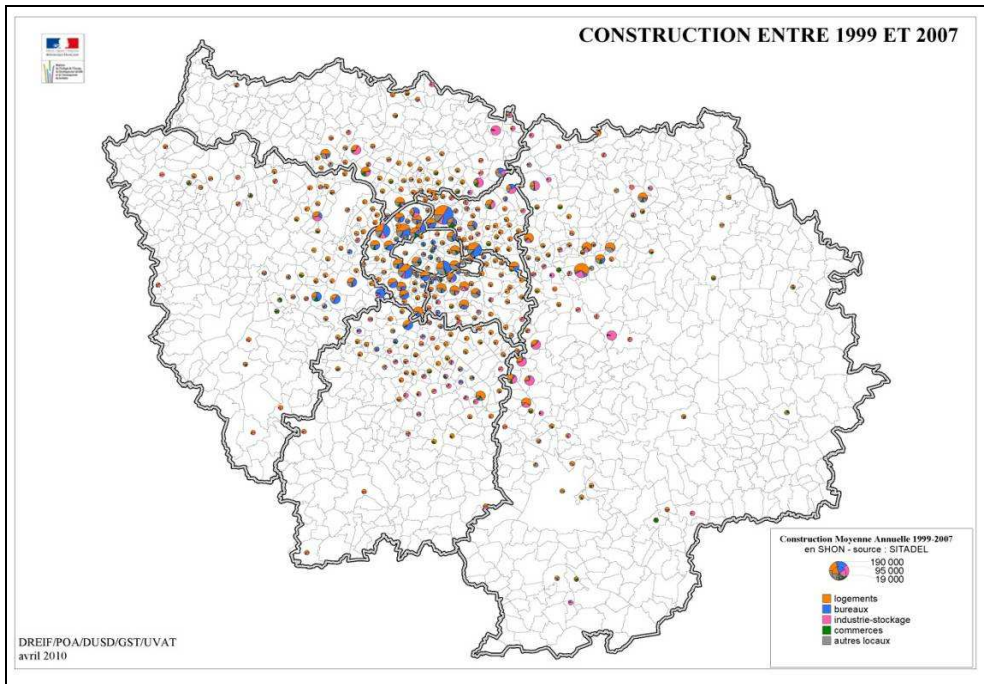 CONSTRUCTION ENTRE 1999 ET 2007
Construction Moyenne Annuelle 1999-2007
en SHON - source : SITADEL
190 000
95 000
19 000
logements
bureaux
industrie-stockage
commerces
autres locaux
DREIF/POA/DUSD/GST/UVAT
avril 2010